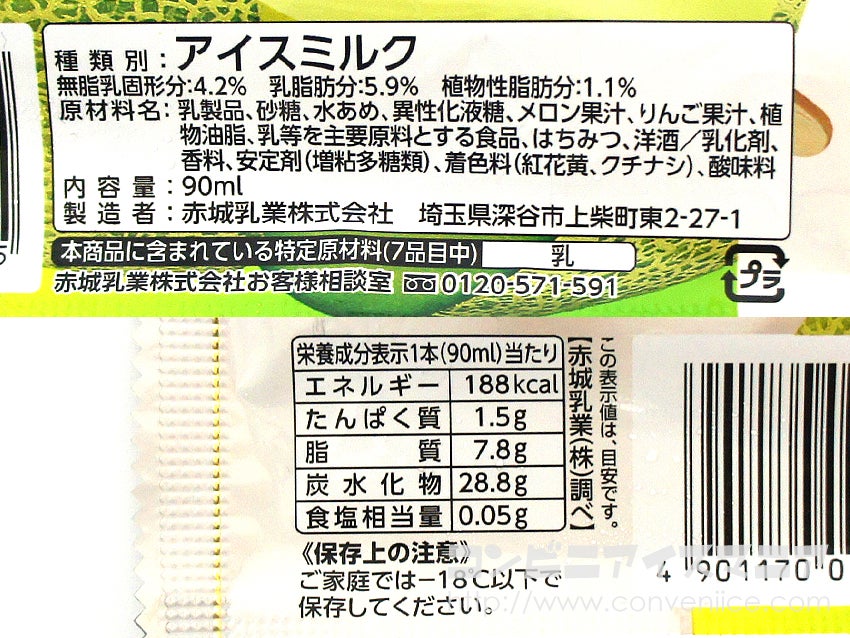 種類別：アイスミルク
無脂乳固形分:4.2% 乳脂肪分:5.9% 植物性脂肪分:1.1%
原材料名：乳製品、砂糖、水あめ、異性化液糖、メロン果汁、りんご果汁、植
物油脂、乳等を主要原料とする食品、はちみつ、洋酒／乳化剤、
香料、安定剤（増粘多糖類）、着色料（紅花黄、クチナシ）、酸味料
内容量：90ml
製造者：赤城乳業株式会社 埼玉県深谷市上柴町東2-27-1
本商品に含まれている特定原材料(7品目中) 乳
赤城乳業株式会社お客様相談室 0120-571-591
プラ
5
栄養成分表示1本(90ml)当たり
エネルギー 188kcal
たんぱく質 1.5g
脂質 7.8g
炭水化物 28.8g
食塩相当量 0.05g
この表示値は、目安です。
【赤城乳業(株)調べ】
《保存上の注意》
ご家庭では−18℃以下で
保存してください。
4 901170 0
コンビニアイスマニア
http://www.conveniice.com